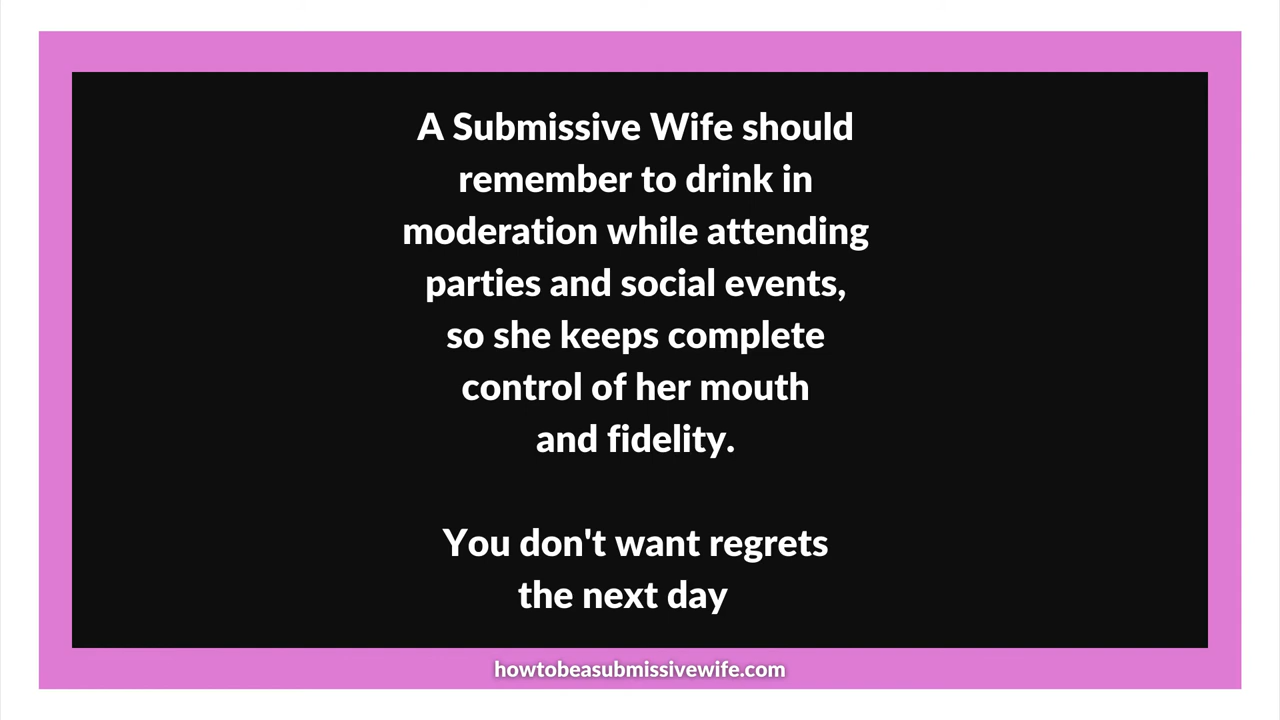 A Submissive Wife should
remember to drink in
moderation while attending
parties and social events,
so she keeps complete
control of her mouth
and fidelity.
You don't want regrets
the next day
howtobeasubmissivewife.com